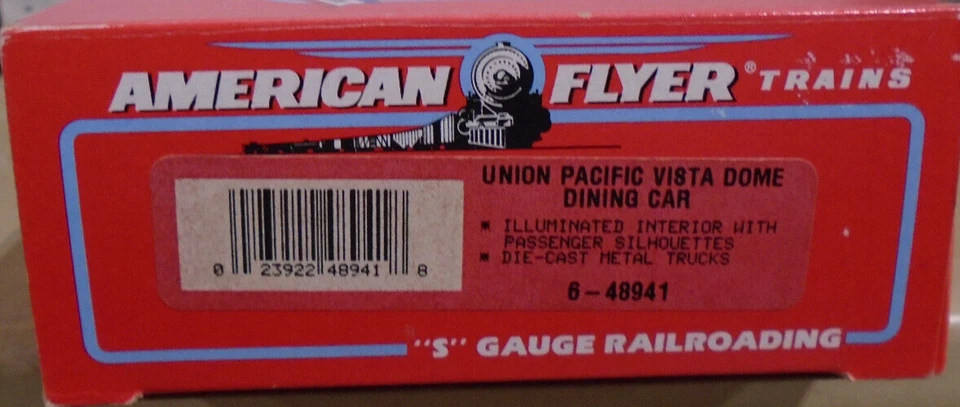 AMERICAN FLYER® TRAINS
UNION PACIFIC VISTA DOME
DINING CAR
* ILLUMINATED INTERIOR WITH
PASSENGER SILHOUETTES
* DIE-CAST METAL TRUCKS
6-48941
0 23922 48941 8
"S" GAUGE RAILROADING